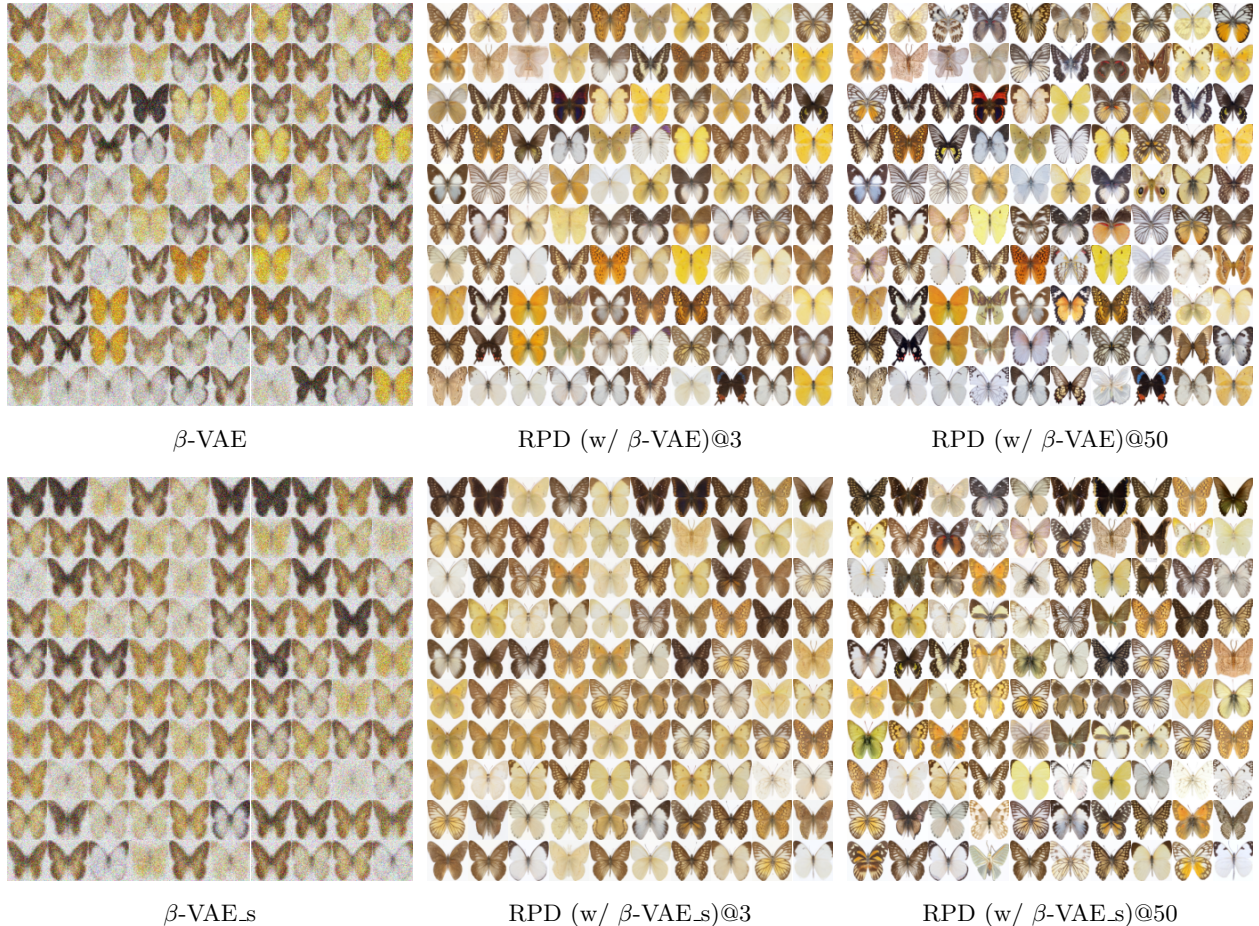 β-VAE
RPD (w/ β-VAE)@3
RPD (w/ β-VAE)@50
β-VAE_s
RPD (w/ β-VAE_s)@3
RPD (w/ β-VAE_s)@50